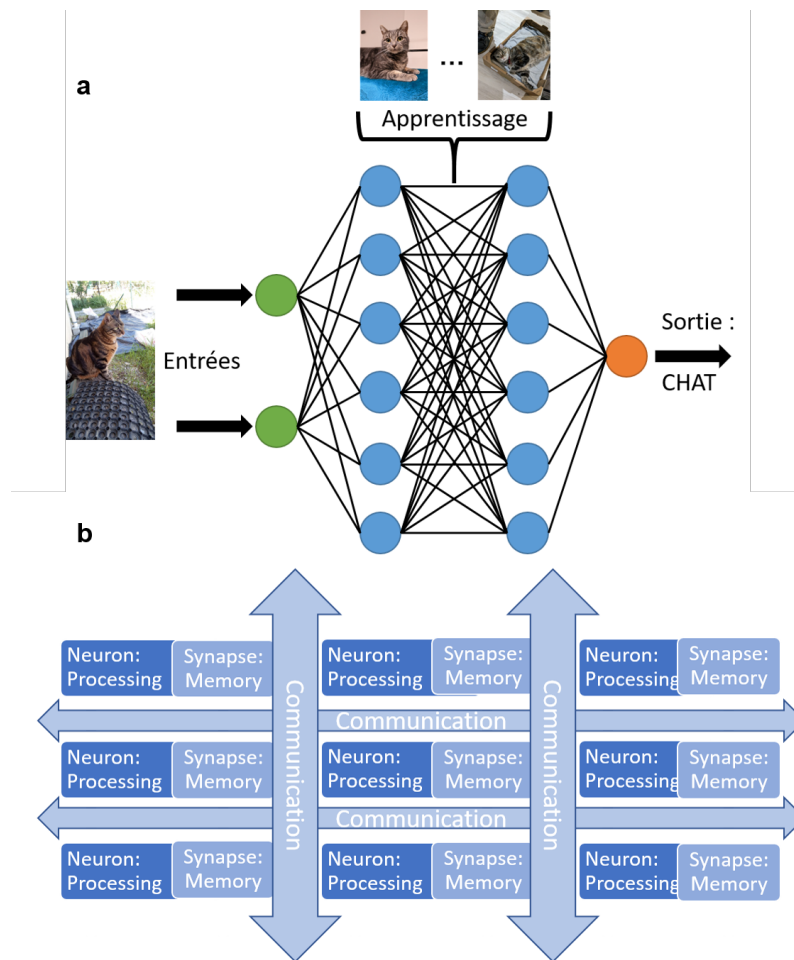 a
...
Apprentissage
Entrées
Sortie :
CHAT
b
Neuron:
Processing
Synapse:
Memory
Neuron:
Processing
Synapse:
Memory
Neuron:
Processing
Synapse:
Memory
Communication
Communication
Communication
Neuron:
Processing
Synapse:
Memory
Neuron:
Processing
Synapse:
Memory
Neuron:
Processing
Synapse:
Memory
Communication
Neuron:
Processing
Synapse:
Memory
Neuron:
Processing
Synapse:
Memory
Neuron:
Processing
Synapse:
Memory